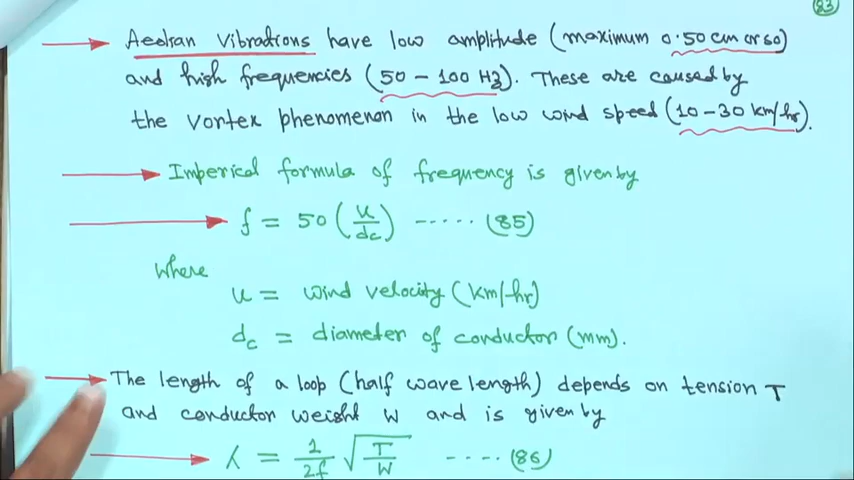 83
Aeolian vibrations have low amplitude (maximum 0.50 cm or so)
and high frequencies (50 - 100 Hz). These are caused by
the vortex phenomenon in the low wind speed (10-30 km/hr).
Imperical formula of frequency is given by
f = 50 (u/dc) ----- (85)
where
u = wind velocity (km/hr)
dc = diameter of conductor (mm).
The length of a loop (half wave length) depends on tension T
and conductor weight W and is given by
λ = 1/2f √T/W ---- (86)